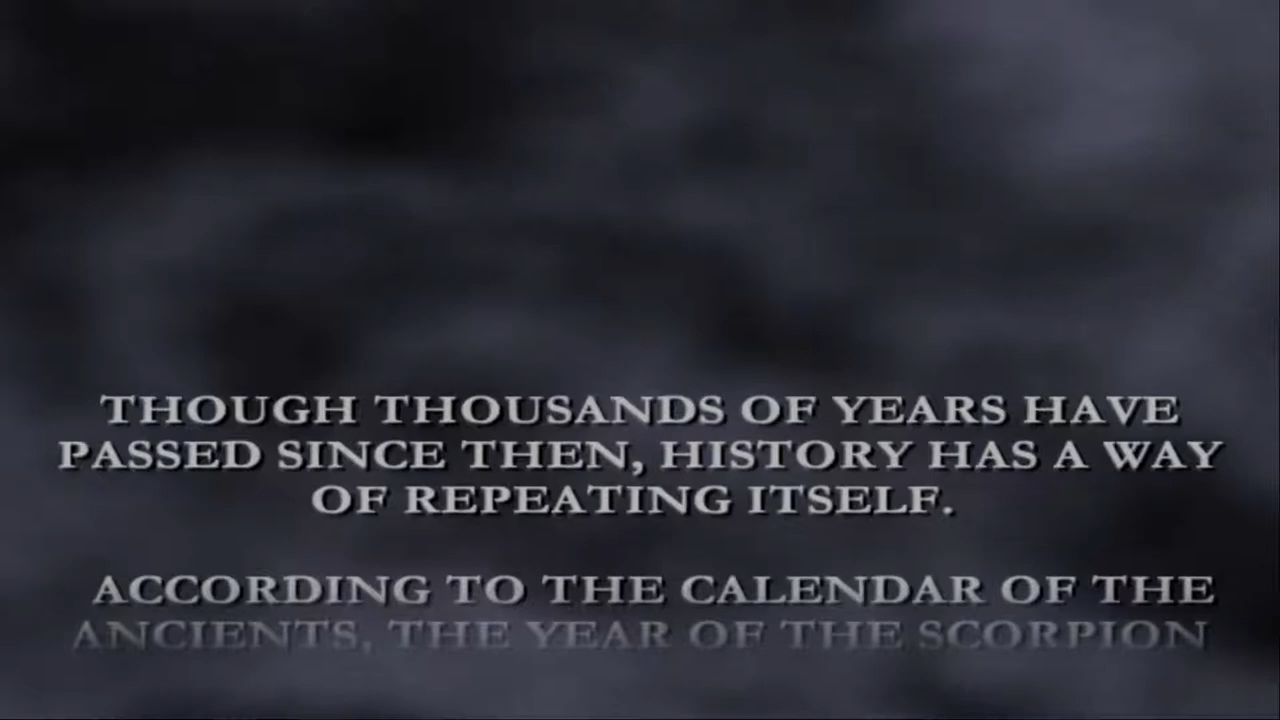 THOUGH THOUSANDS OF YEARS HAVE
PASSED SINCE THEN, HISTORY HAS A WAY
OF REPEATING ITSELF.
ACCORDING TO THE CALENDAR OF THE
ANCIENTS, THE YEAR OF THE SCORPION